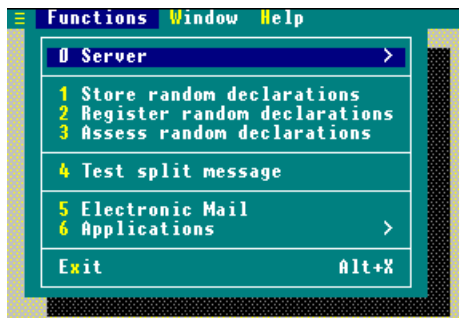 ≡ Functions Window Help
0 Server >
1 Store random declarations
2 Register random declarations
3 Assess random declarations
4 Test split message
5 Electronic Mail
6 Applications >
Exit Alt+X